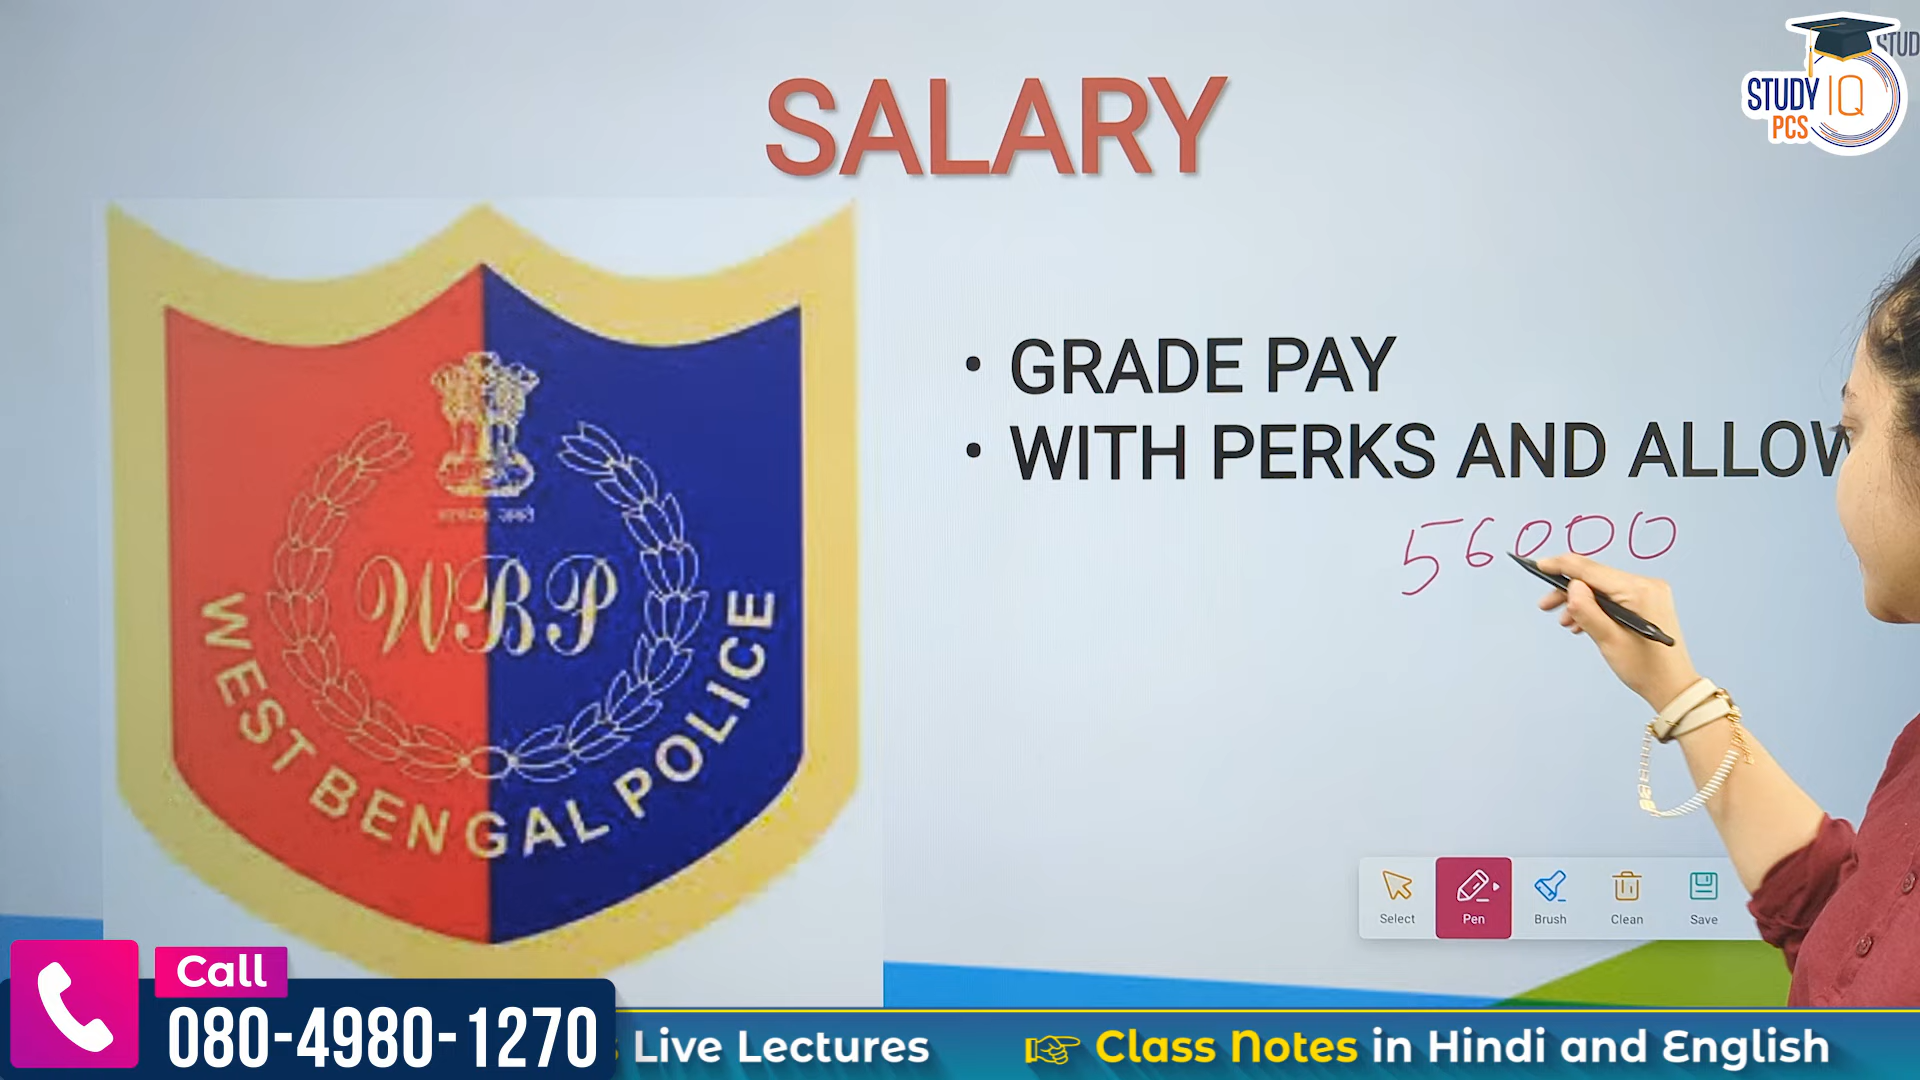 SALARY
STUDY IQ
PCS
STUD
• GRADE PAY
• WITH PERKS AND ALLOW
56000
WBP
WEST BENGAL POLICE
Select
Pen
Brush
Clean
Save
Call
080-4980-1270
Live Lectures
Class Notes in Hindi and English